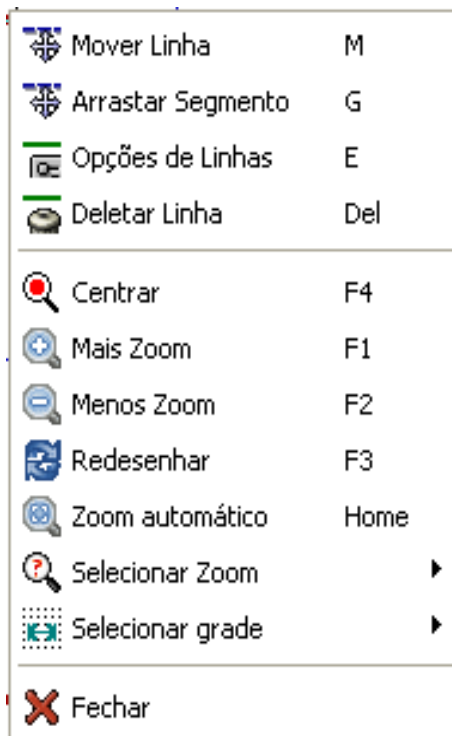 Mover Linha M
Arrastar Segmento G
Opções de Linhas E
Deletar Linha Del
Centrar F4
Mais Zoom F1
Menos Zoom F2
Redesenhar F3
Zoom automático Home
Selecionar Zoom
Selecionar grade
Fechar